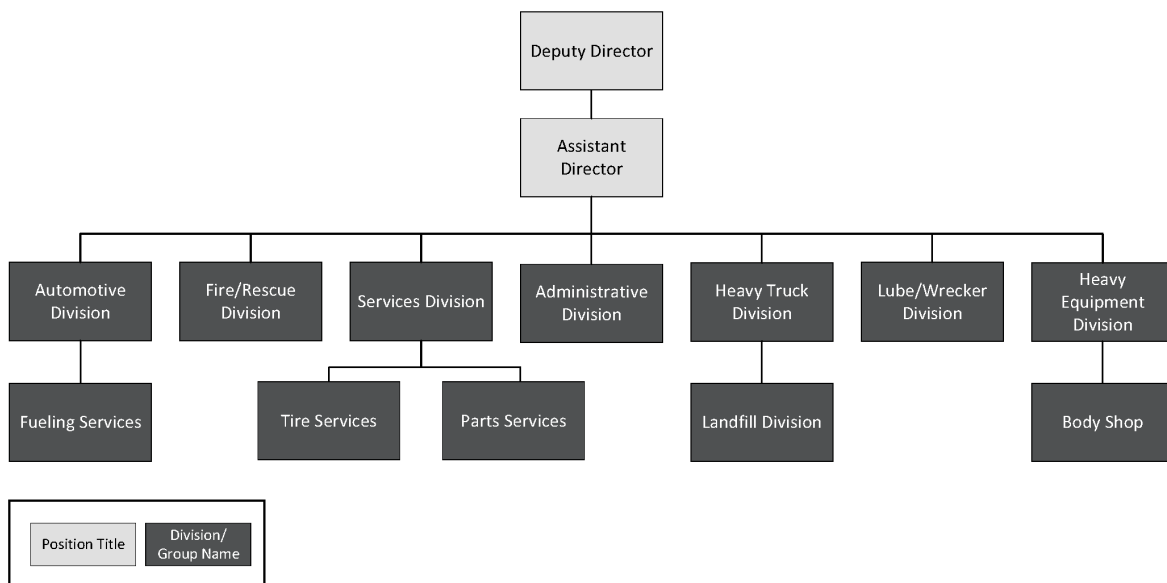 Deputy Director
Assistant
Director
Automotive
Division
Fire/Rescue
Division
Services Division
Administrative
Division
Heavy Truck
Division
Lube/Wrecker
Division
Heavy
Equipment
Division
Fueling Services
Tire Services
Parts Services
Landfill Division
Body Shop
Position Title
Division/
Group Name